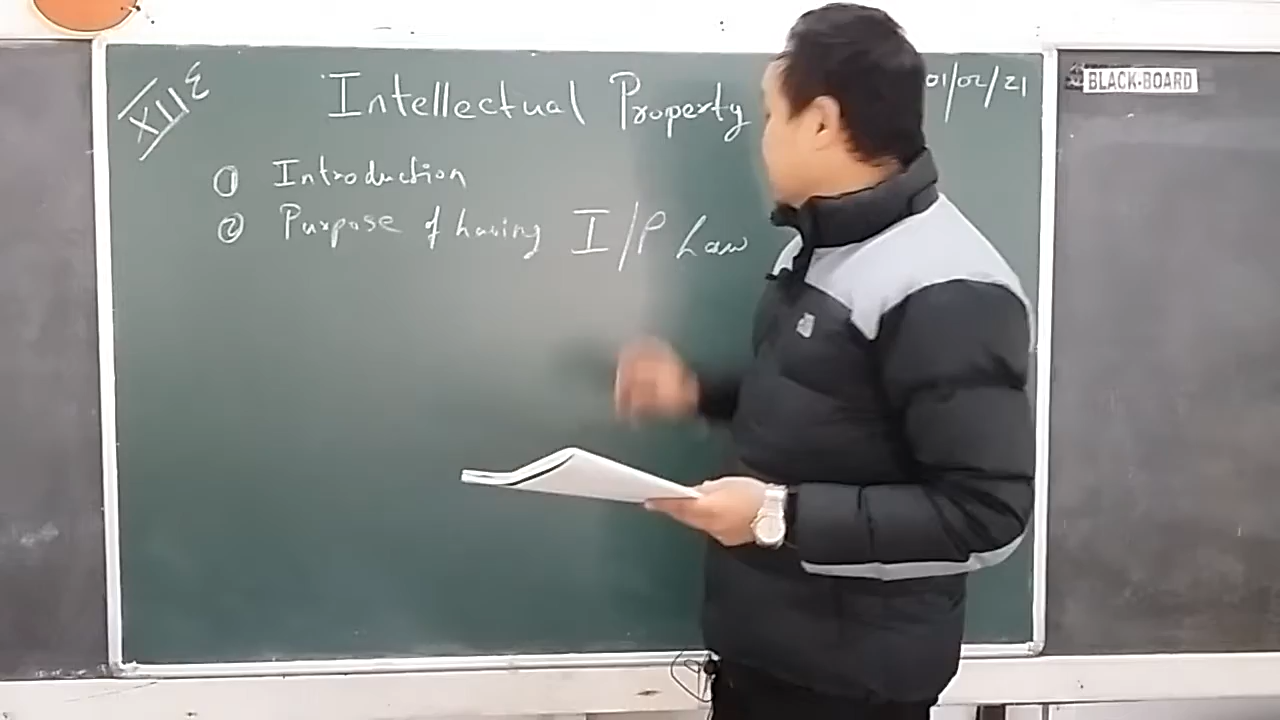 XII E
Intellectual Property
01/02/21
① Introduction
② Purpose of having I/P Law
BLACK-BOARD